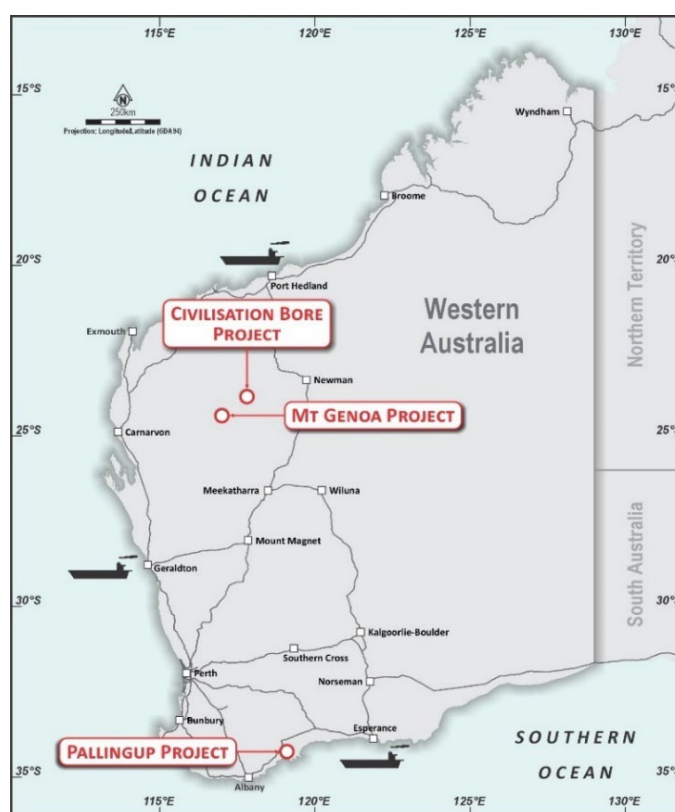 115°E
120°E
125°E
130°E
15°S
15°S
N
250km
Projection: Longitude/Latitude (GDA94)
Wyndham
INDIAN
OCEAN
Broome
Northern Territory
20°S
20°S
Port Hedland
CIVILISATION BORE
PROJECT
Western
Australia
Exmouth
Newman
MT GENOA PROJECT
25°S
25°S
Carnarvon
Meekatharra
Wiluna
Mount Magnet
South Australia
Geraldton
30°S
30°S
Kalgoorlie-Boulder
Southern Cross
Perth
Norseman
Bunbury
Esperance
PALLINGUP PROJECT
SOUTHERN
OCEAN
35°S
35°S
Albany
115°E
120°E
125°E
130°E